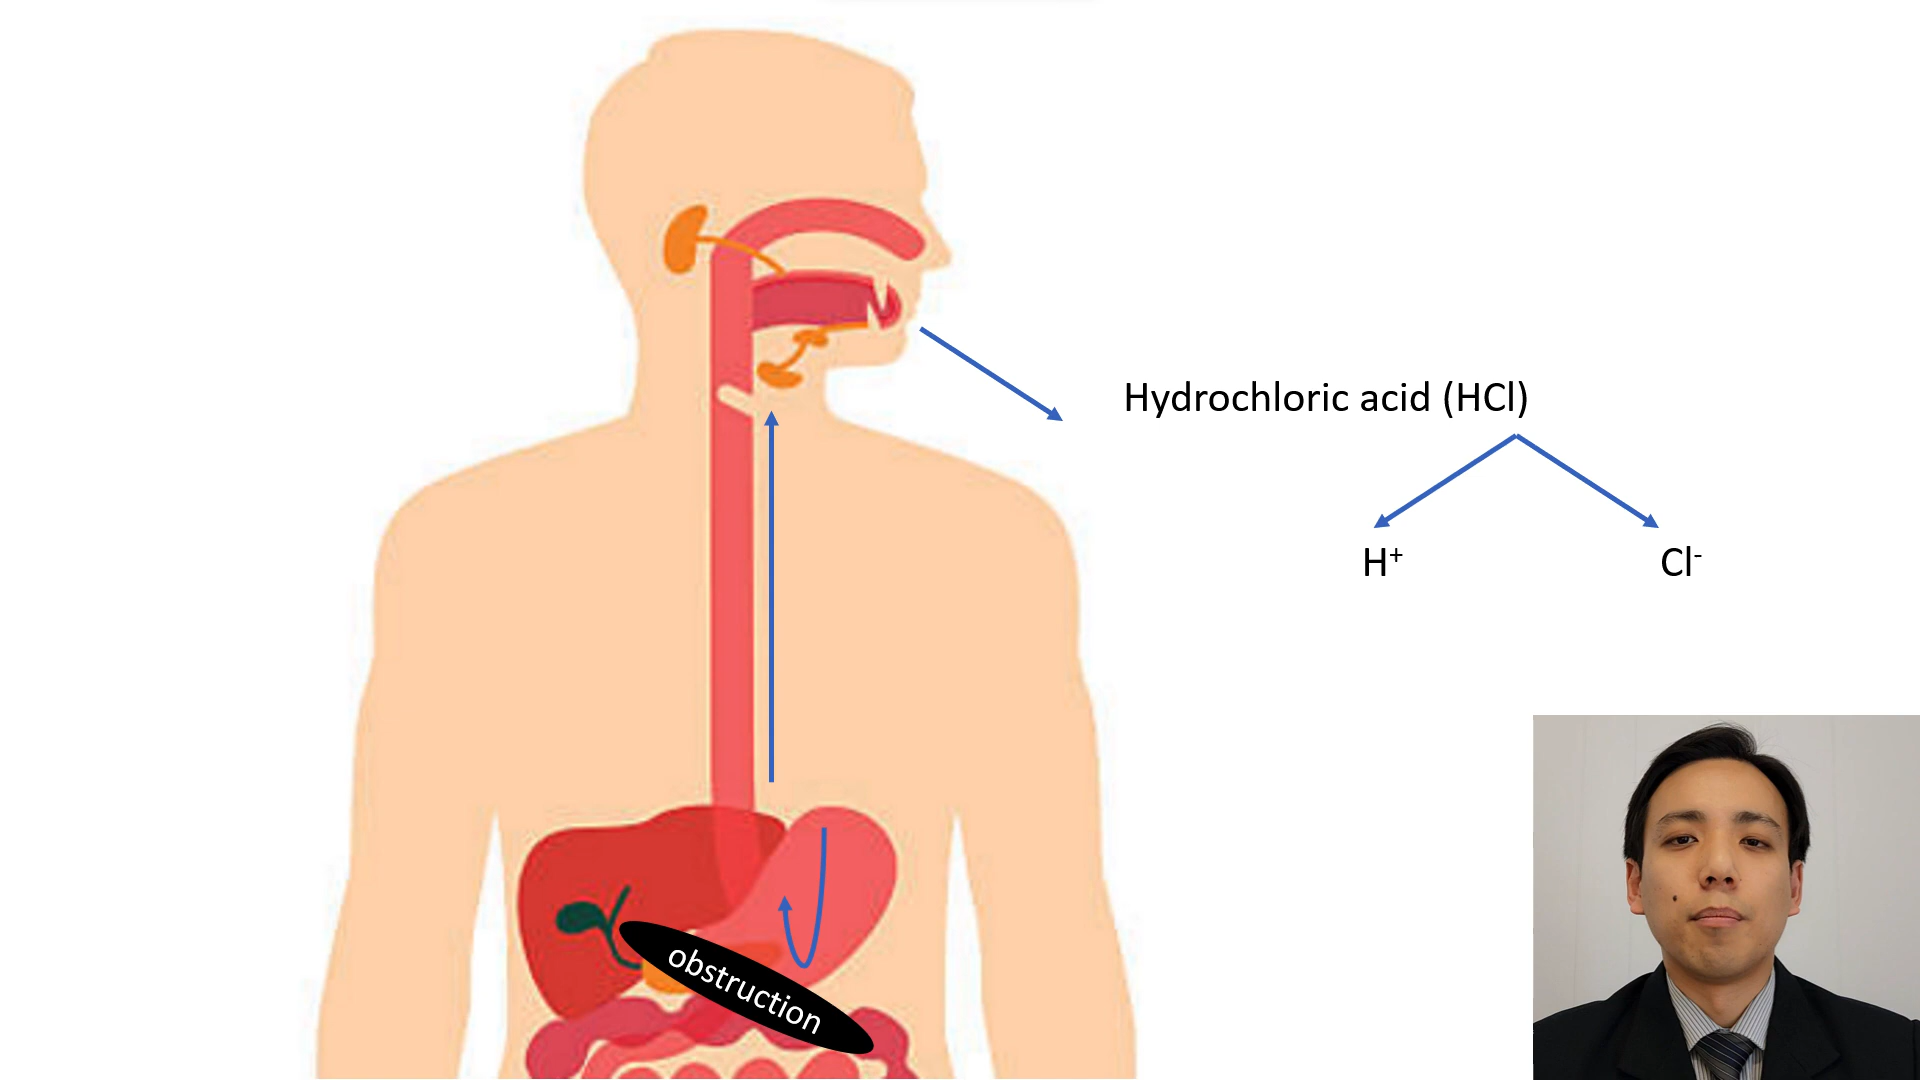 Hydrochloric acid (HCl)
H⁺
Cl⁻
obstruction